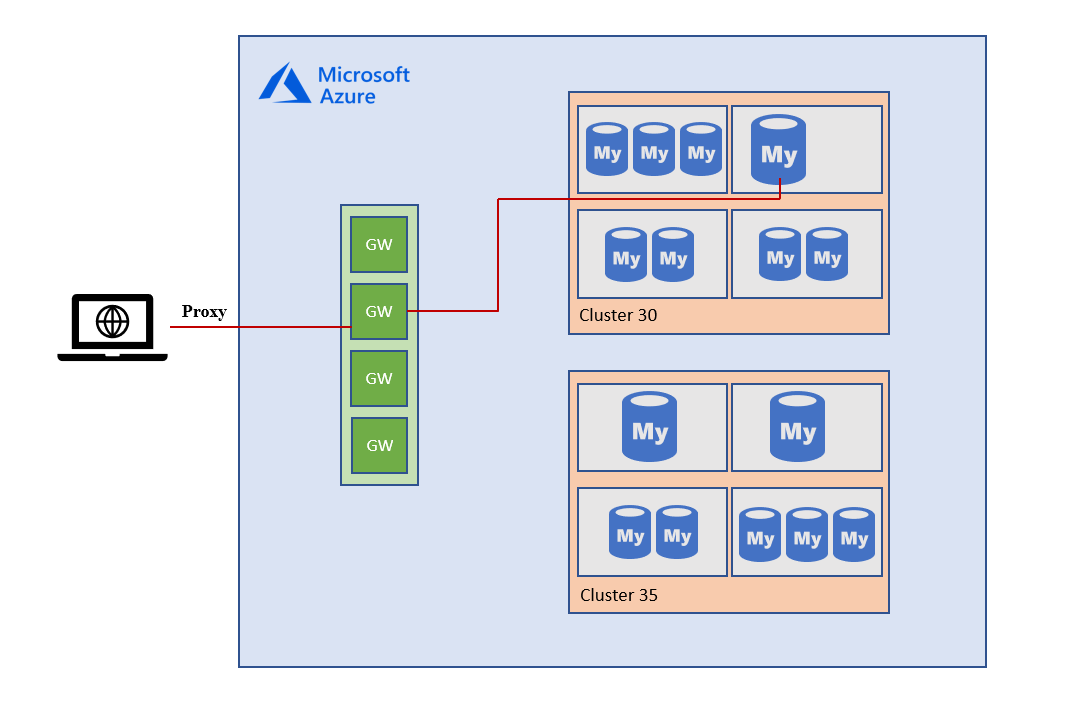 Microsoft
Azure
My My My My
GW
My My My My
Proxy
GW
Cluster 30
GW
My My
GW
My My My My My
Cluster 35